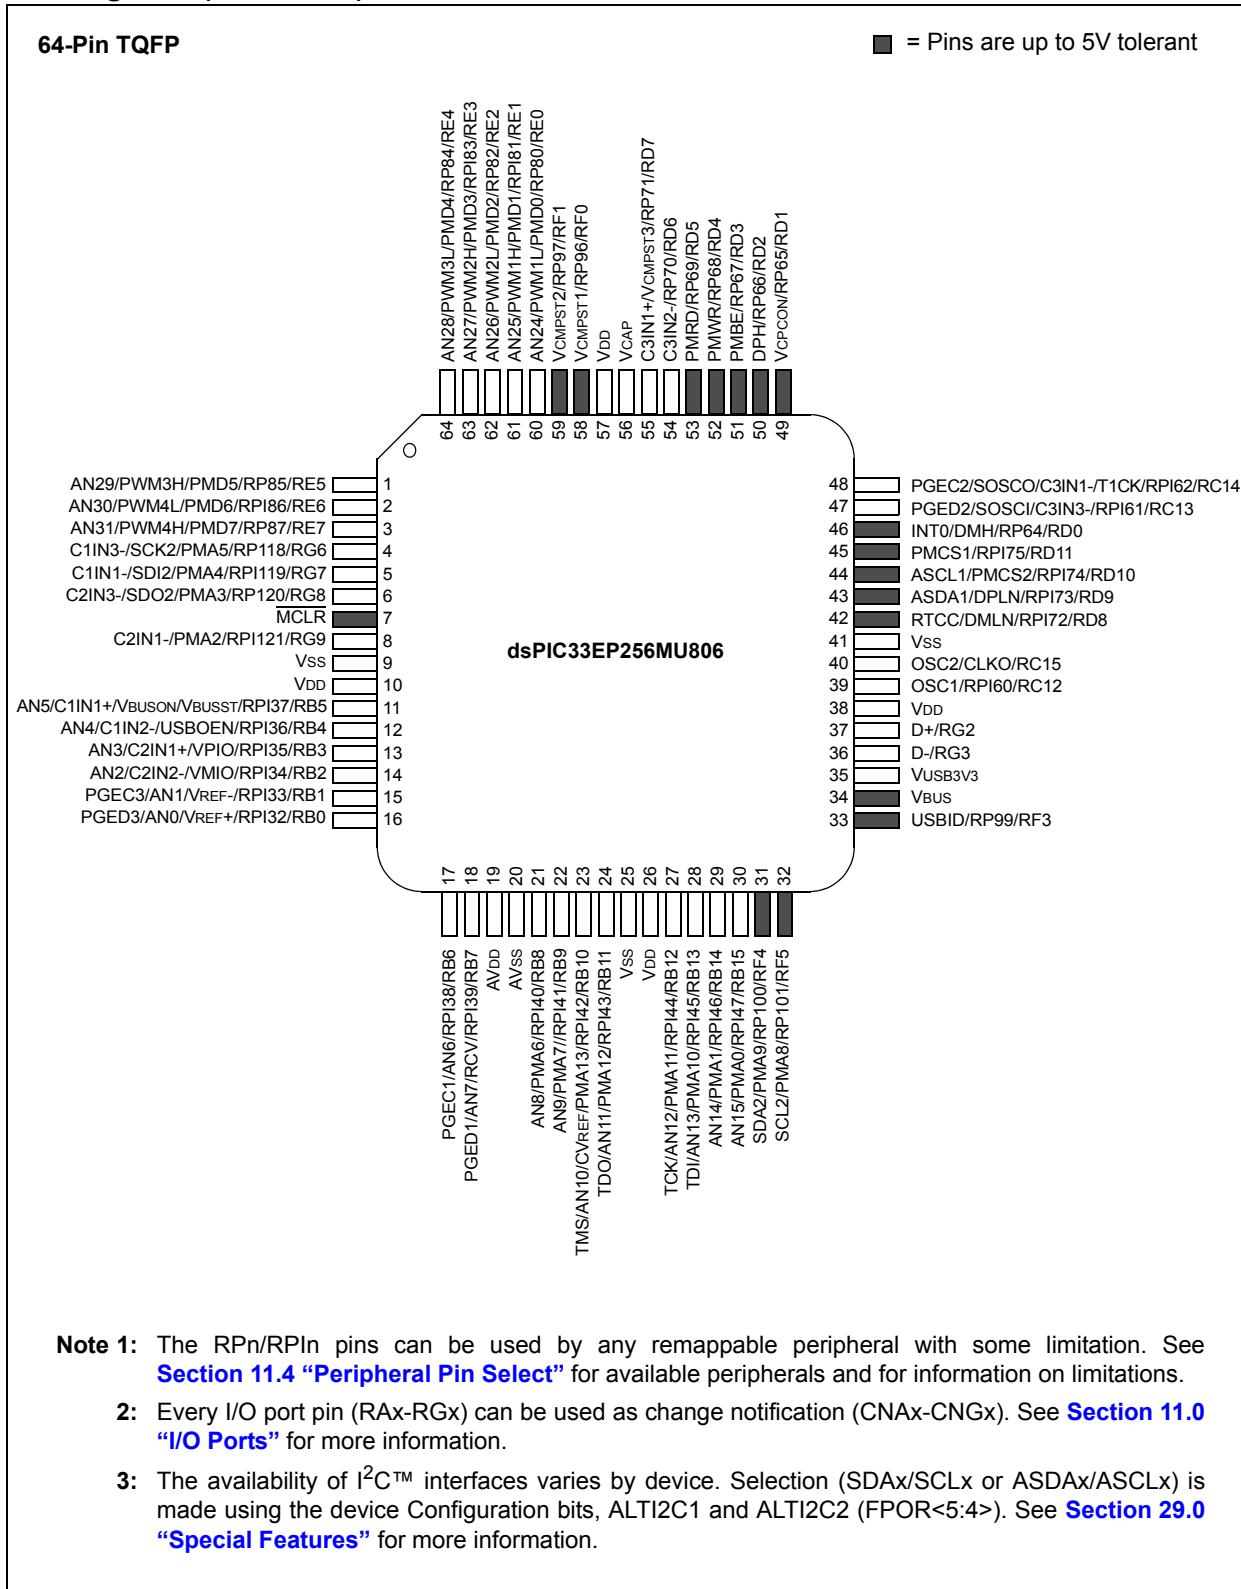 64-Pin TQFP
= Pins are up to 5V tolerant
AN28/PWM3L/PMD4/RP84/RE4
AN27/PWM2H/PMD3/RPI83/RE3
AN26/PWM2L/PMD2/RP82/RE2
AN25/PWM1H/PMD1/RPI81/RE1
AN24/PWM1L/PMD0/RP80/RE0
VCMPST2/RP97/RF1
VCMPST1/RP96/RF0
VDD
VCAP
C3IN1+/VCMPST3/RP71/RD7
C3IN2-/RP70/RD6
PMRD/RP69/RD5
PMWR/RP68/RD4
PMBE/RP67/RD3
DPH/RP66/RD2
VCPCON/RP65/RD1
64 63 62 61 60 59 58 57 56 55 54 53 52 51 50 49
AN29/PWM3H/PMD5/RP85/RE5 1
AN30/PWM4L/PMD6/RPI86/RE6 2
AN31/PWM4H/PMD7/RP87/RE7 3
C1IN3-/SCK2/PMA5/RP118/RG6 4
C1IN1-/SDI2/PMA4/RPI119/RG7 5
C2IN3-/SDO2/PMA3/RP120/RG8 6
MCLR 7
C2IN1-/PMA2/RPI121/RG9 8
VSS 9
VDD 10
AN5/C1IN1+/VBUSON/VBUSST/RPI37/RB5 11
AN4/C1IN2-/USBOEN/RPI36/RB4 12
AN3/C2IN1+/VPIO/RPI35/RB3 13
AN2/C2IN2-/VMIO/RPI34/RB2 14
PGEC3/AN1/VREF-/RPI33/RB1 15
PGED3/AN0/VREF+/RPI32/RB0 16
dsPIC33EP256MU806
48 PGEC2/SOSCO/C3IN1-/T1CK/RPI62/RC14
47 PGED2/SOSCI/C3IN3-/RPI61/RC13
46 INT0/DMH/RP64/RD0
45 PMCS1/RPI75/RD11
44 ASCL1/PMCS2/RPI74/RD10
43 ASDA1/DPLN/RPI73/RD9
42 RTCC/DMLN/RPI72/RD8
41 VSS
40 OSC2/CLKO/RC15
39 OSC1/RPI60/RC12
38 VDD
37 D+/RG2
36 D-/RG3
35 VUSB3V3
34 VBUS
33 USBID/RP99/RF3
17 18 19 20 21 22 23 24 25 26 27 28 29 30 31 32
PGEC1/AN6/RPI38/RB6
PGED1/AN7/RCV/RPI39/RB7
AVDD
AVSS
AN8/PMA6/RPI40/RB8
AN9/PMA7//RPI41/RB9
TMS/AN10/CVREF/PMA13/RPI42/RB10
TDO/AN11/PMA12/RPI43/RB11
VSS
VDD
TCK/AN12/PMA11/RPI44/RB12
TDI/AN13/PMA10/RPI45/RB13
AN14/PMA1/RPI46/RB14
AN15/PMA0/RPI47/RB15
SDA2/PMA9/RP100/RF4
SCL2/PMA8/RP101/RF5
Note 1: The RPn/RPIn pins can be used by any remappable peripheral with some limitation. See
Section 11.4 “Peripheral Pin Select” for available peripherals and for information on limitations.
2: Every I/O port pin (RAx-RGx) can be used as change notification (CNAx-CNGx). See Section 11.0
“I/O Ports” for more information.
3: The availability of I2C™ interfaces varies by device. Selection (SDAx/SCLx or ASDAx/ASCLx) is
made using the device Configuration bits, ALTI2C1 and ALTI2C2 (FPOR<5:4>). See Section 29.0
“Special Features” for more information.